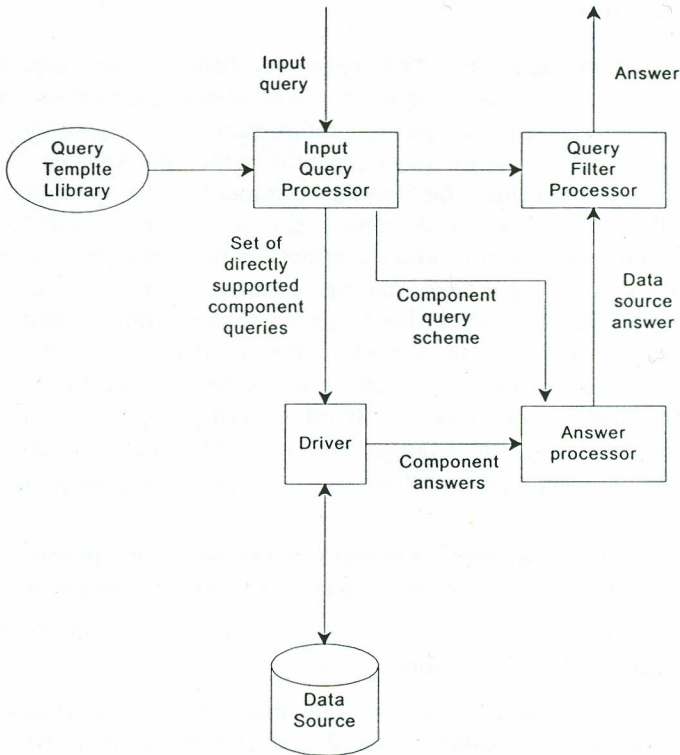 Input
query
Answer
Query
Templte
Llibrary
Input
Query
Processor
Query
Filter
Processor
Set of
directly
supported
component
queries
Component
query
scheme
Data
source
answer
Driver
Component
answers
Answer
processor
Data
Source